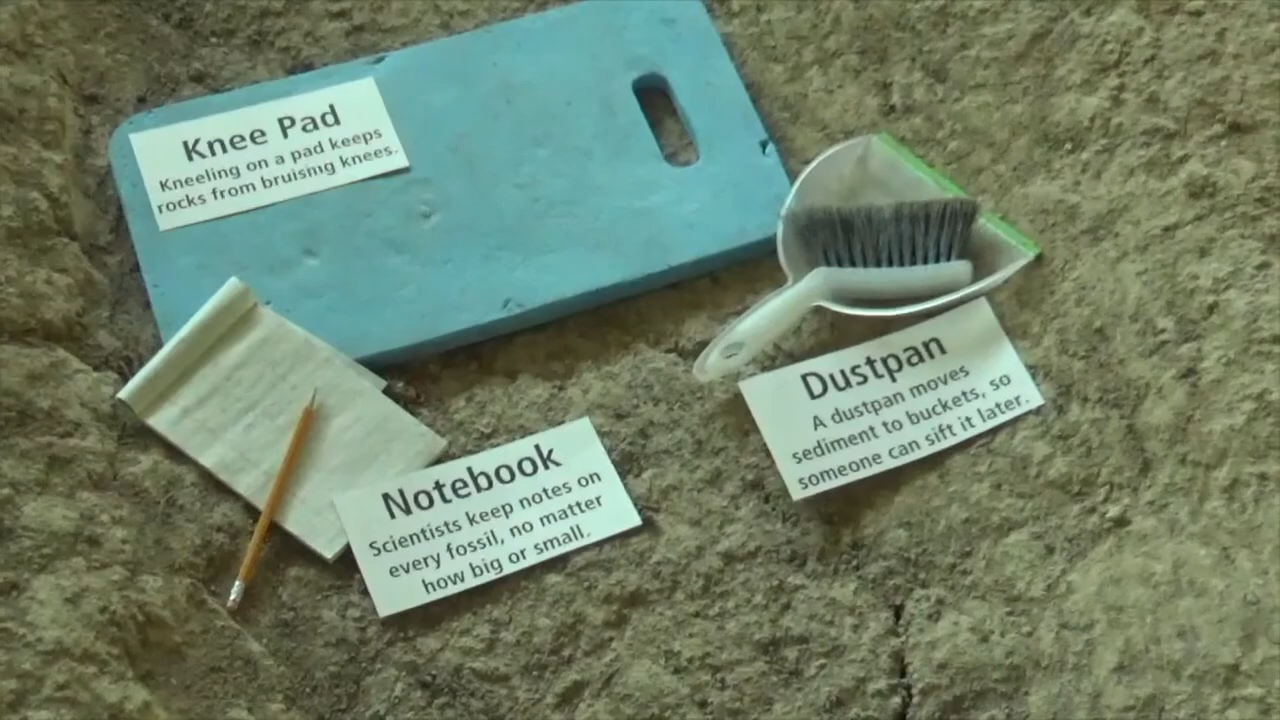 Knee Pad
Kneeling on a pad keeps
rocks from bruising knees.
Dustpan
A dustpan moves
sediment to buckets, so
someone can sift it later.
Notebook
Scientists keep notes on
every fossil, no matter
how big or small.